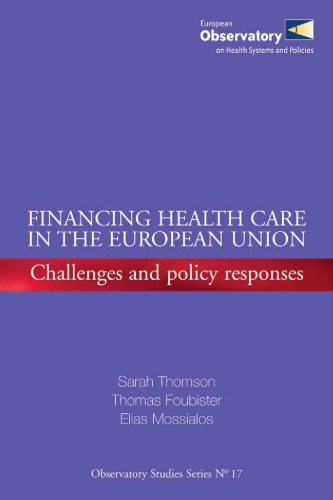 European
Observatory
on Health Systems and Policies
FINANCING HEALTH CARE
IN THE EUROPEAN UNION
Challenges and policy responses
Sarah Thomson
Thomas Foubister
Elias Mossialos
Observatory Studies Series Nº 17